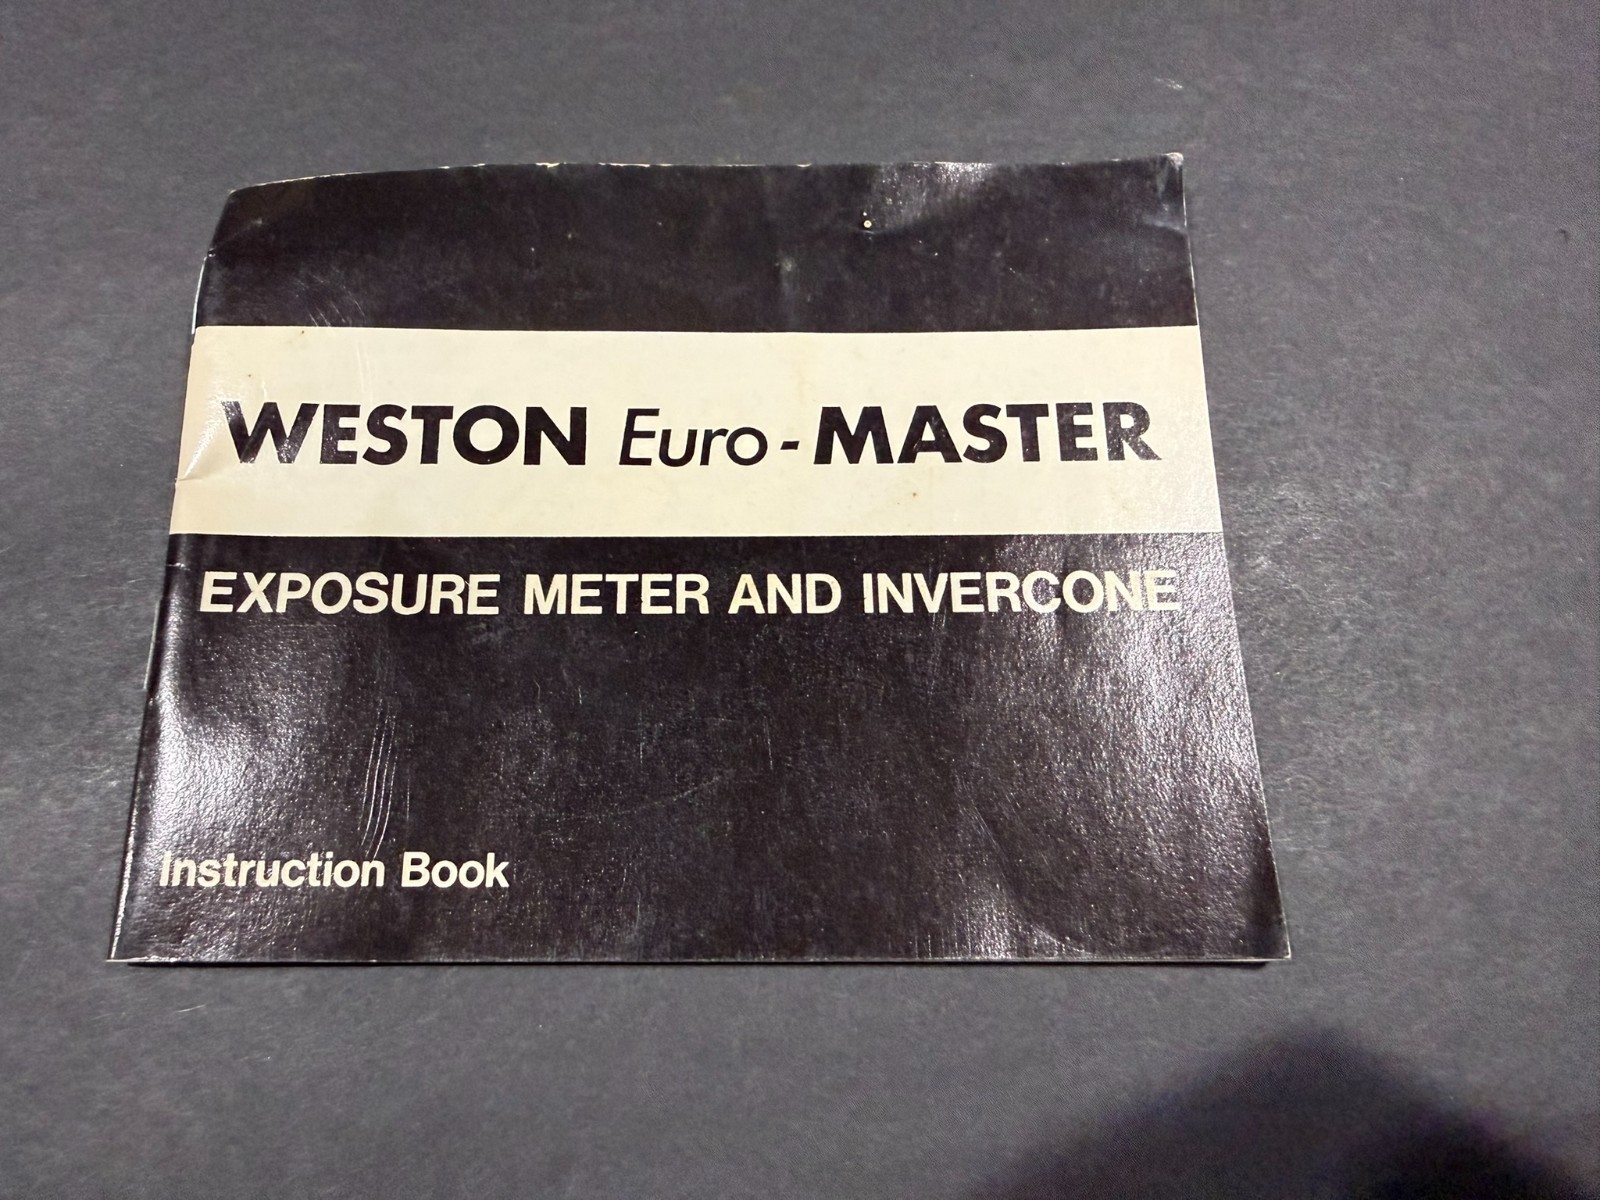 WESTON Euro-MASTER
EXPOSURE METER AND INVERCONE
Instruction Book